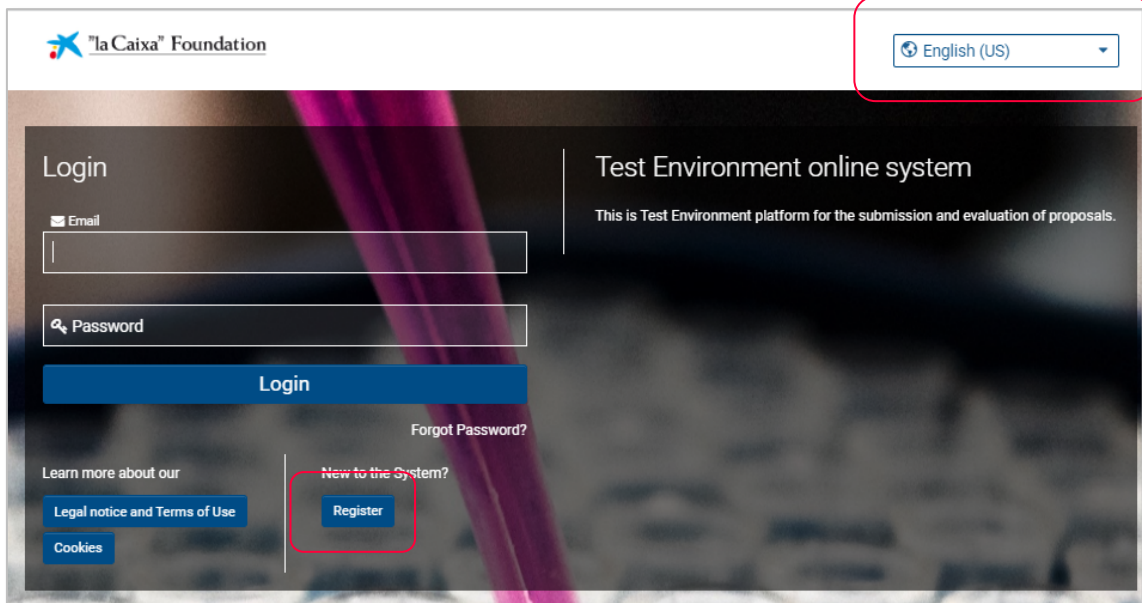 "la Caixa" Foundation
English (US)
Login
Email
Password
Login
Forgot Password?
Learn more about our
Legal notice and Terms of Use
Cookies
New to the System?
Register
Test Environment online system
This is Test Environment platform for the submission and evaluation of proposals.